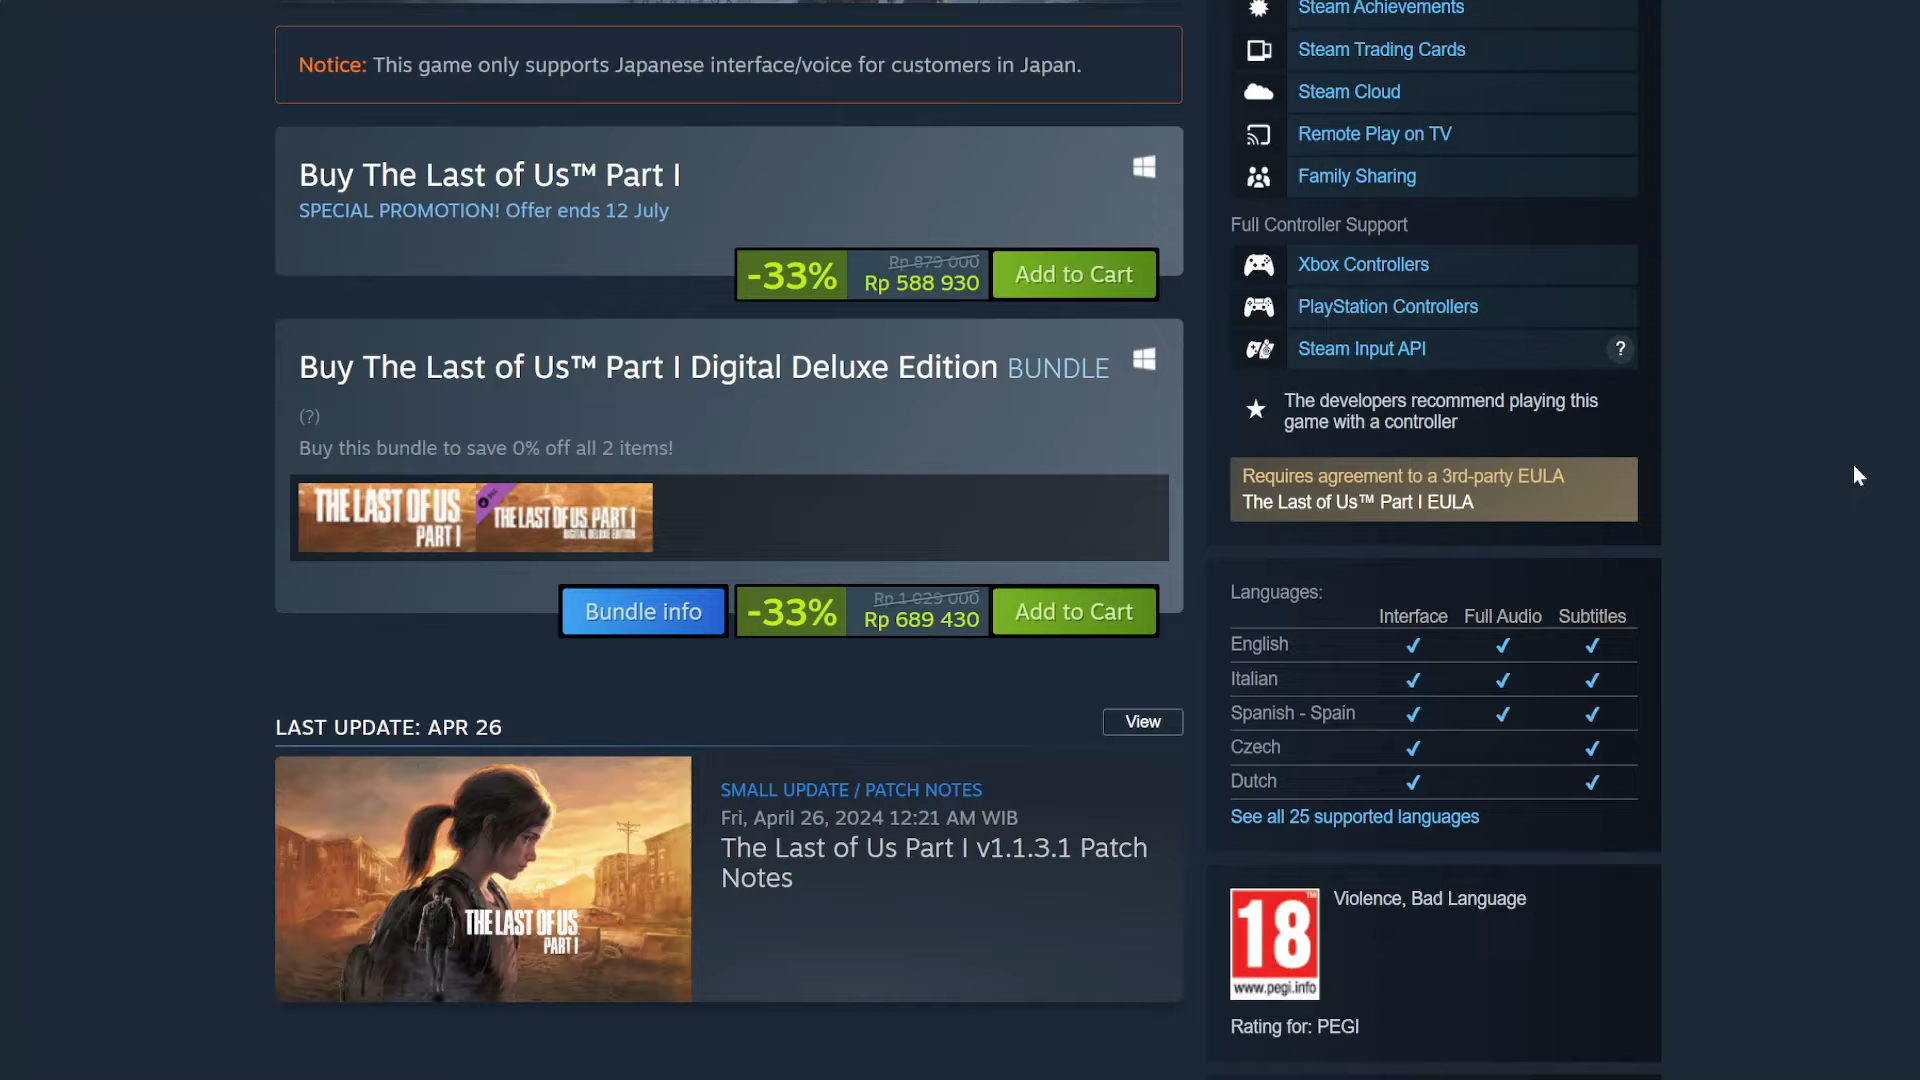 Notice: This game only supports Japanese interface/voice for customers in Japan.
Buy The Last of Us™ Part I
SPECIAL PROMOTION! Offer ends 12 July
-33%
Rp 879 000
Rp 588 930
Add to Cart
Buy The Last of Us™ Part I Digital Deluxe Edition BUNDLE
(?)
Buy this bundle to save 0% off all 2 items!
THE LAST OF US
PART I
THE LAST OF US PART I
DIGITAL DELUXE EDITION
Bundle info
-33%
Rp 1 029 000
Rp 689 430
Add to Cart
LAST UPDATE: APR 26
View
THE LAST OF US
PART I
SMALL UPDATE / PATCH NOTES
Fri, April 26, 2024 12:21 AM WIB
The Last of Us Part I v1.1.3.1 Patch
Notes
Steam Achievements
Steam Trading Cards
Steam Cloud
Remote Play on TV
Family Sharing
Full Controller Support
Xbox Controllers
PlayStation Controllers
Steam Input API
?
The developers recommend playing this
game with a controller
Requires agreement to a 3rd-party EULA
The Last of Us™ Part I EULA
Languages:
Interface Full Audio Subtitles
English ✔ ✔ ✔
Italian ✔ ✔ ✔
Spanish - Spain ✔ ✔ ✔
Czech ✔ ✔
Dutch ✔ ✔
See all 25 supported languages
18
www.pegi.info
Violence, Bad Language
Rating for: PEGI